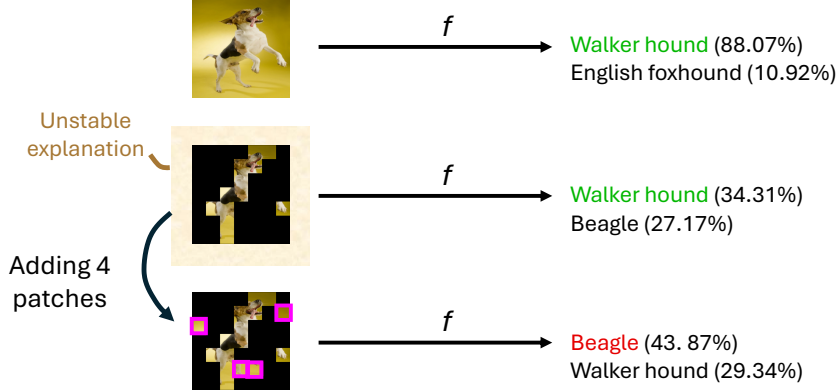 f
Walker hound (88.07%)
English foxhound (10.92%)
Unstable
explanation
f
Walker hound (34.31%)
Beagle (27.17%)
Adding 4
patches
f
Beagle (43. 87%)
Walker hound (29.34%)